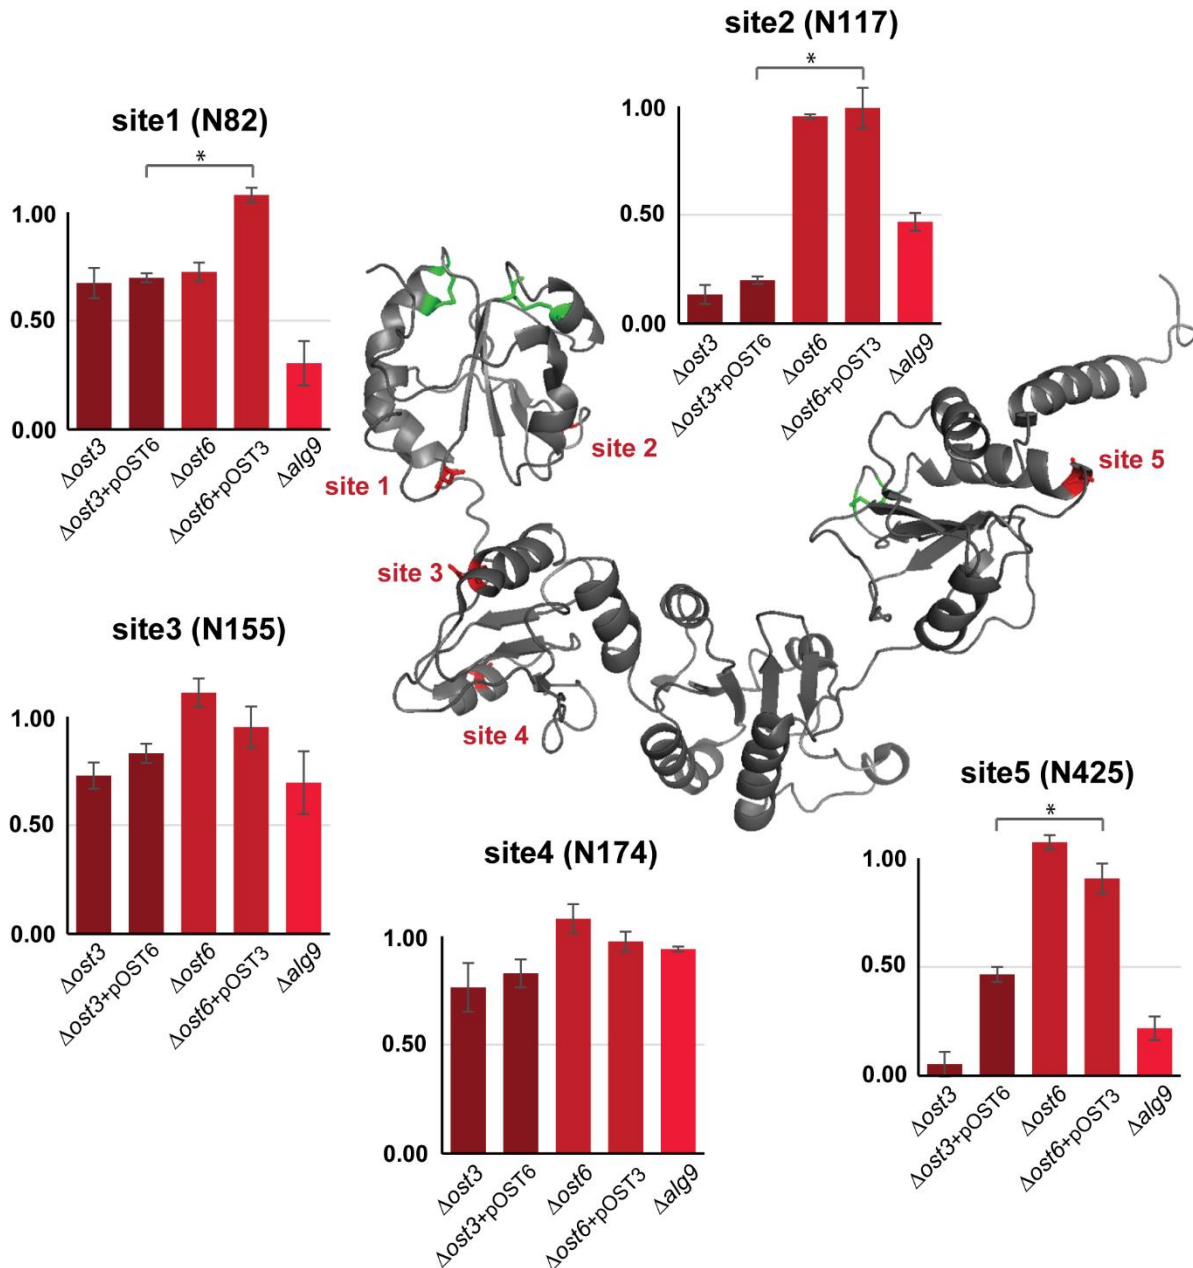 site1 (N82)
*
1.00
0.50
0.00
Δost3
Δost3+pOST6
Δost6
Δost6+pOST3
Δalg9
site2 (N117)
*
1.00
0.50
0.00
Δost3
Δost3+pOST6
Δost6
Δost6+pOST3
Δalg9
site 1
site 2
site 3
site 4
site 5
site3 (N155)
1.00
0.50
0.00
Δost3
Δost3+pOST6
Δost6
Δost6+pOST3
Δalg9
site4 (N174)
1.00
0.50
0.00
Δost3
Δost3+pOST6
Δost6
Δost6+pOST3
Δalg9
site5 (N425)
*
1.00
0.50
0.00
Δost3
Δost3+pOST6
Δost6
Δost6+pOST3
Δalg9